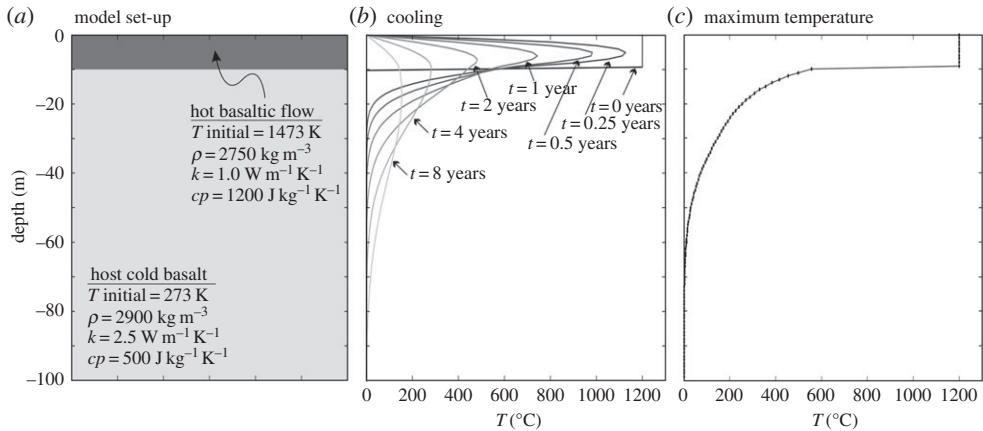 (a) model set-up
0
–20
–40
–60
–80
–100
depth (m)
hot basaltic flow
T initial = 1473 K
ρ = 2750 kg m⁻³
k = 1.0 W m⁻¹ K⁻¹
cp = 1200 J kg⁻¹ K⁻¹
host cold basalt
T initial = 273 K
ρ = 2900 kg m⁻³
k = 2.5 W m⁻¹ K⁻¹
cp = 500 J kg⁻¹ K⁻¹
(b) cooling
t = 0 years
t = 0.25 years
t = 0.5 years
t = 1 year
t = 2 years
t = 4 years
t = 8 years
0 200 400 600 800 1000 1200
T (°C)
(c) maximum temperature
0 200 400 600 800 1000 1200
T (°C)